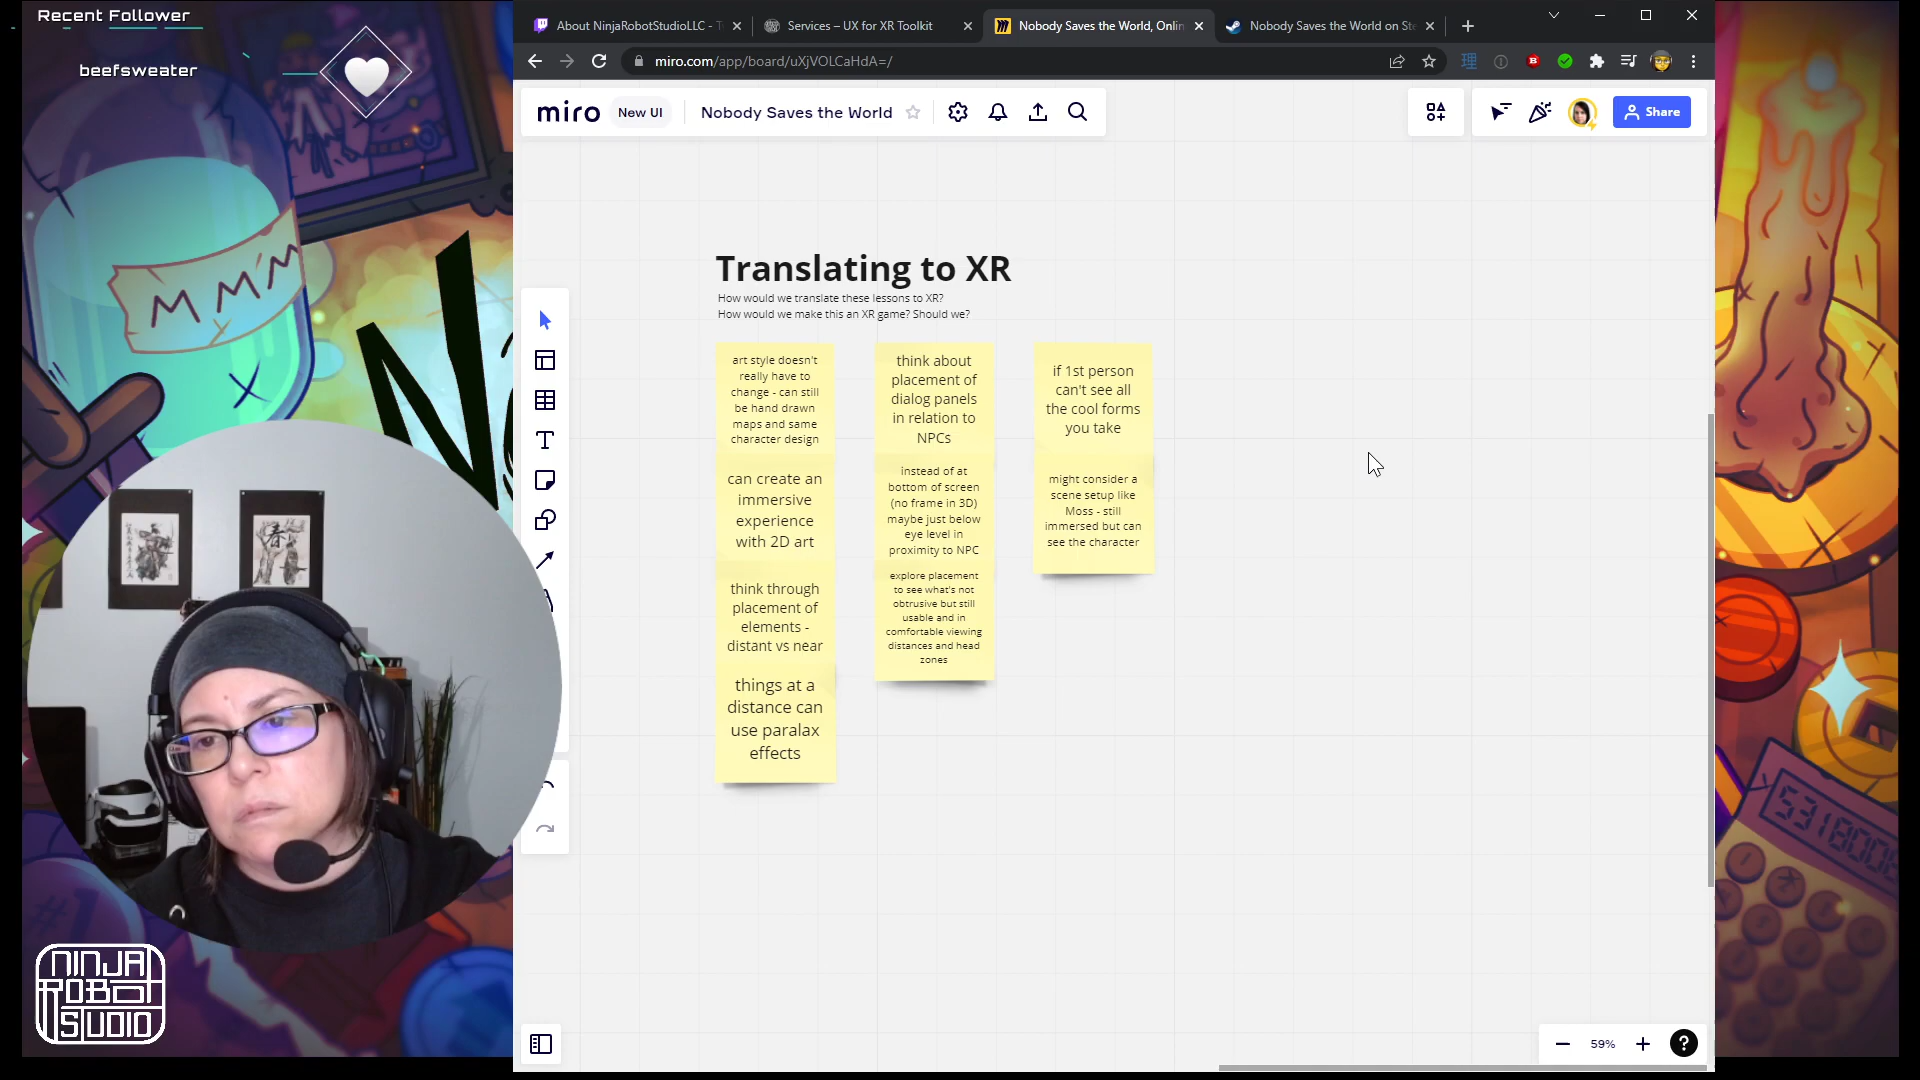 Recent Follower
beefsweater
MMM
NINJA
ROBOT
STUDIO
About NinjaRobotStudioLLC - T
Services – UX for XR Toolkit
Nobody Saves the World, Onlin
Nobody Saves the World on Ste
miro.com/app/board/uXjVOLCaHdA=/
miro
New UI
Nobody Saves the World
Share
Translating to XR
How would we translate these lessons to XR?
How would we make this an XR game? Should we?
art style doesn't
really have to
change - can still
be hand drawn
maps and same
character design
can create an
immersive
experience
with 2D art
think through
placement of
elements -
distant vs near
things at a
distance can
use paralax
effects
think about
placement of
dialog panels
in relation to
NPCs
instead of at
bottom of screen
(no frame in 3D)
maybe just below
eye level in
proximity to NPC
explore placement
to see what's not
obtrusive but still
usable and in
comfortable viewing
distances and head
zones
if 1st person
can't see all
the cool forms
you take
might consider a
scene setup like
Moss - still
immersed but can
see the character
59%
?
#1
5318008